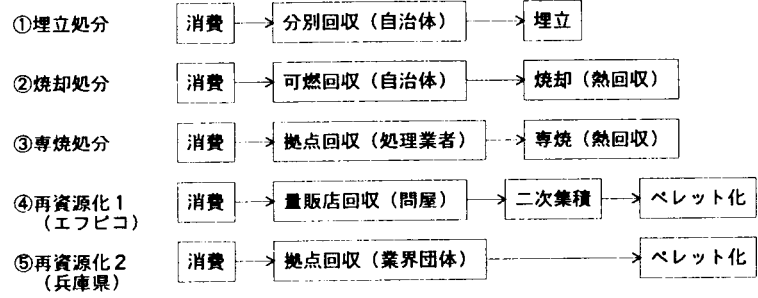 ①埋立処分 消費 分別回収（自治体） 埋立
②焼却処分 消費 可燃回収（自治体） 焼却（熱回収）
③専焼処分 消費 拠点回収（処理業者） 専焼（熱回収）
④再資源化1 消費 量販店回収（問屋） 二次集積 ペレット化
（エフピコ）
⑤再資源化2 消費 拠点回収（業界団体） ペレット化
（兵庫県）